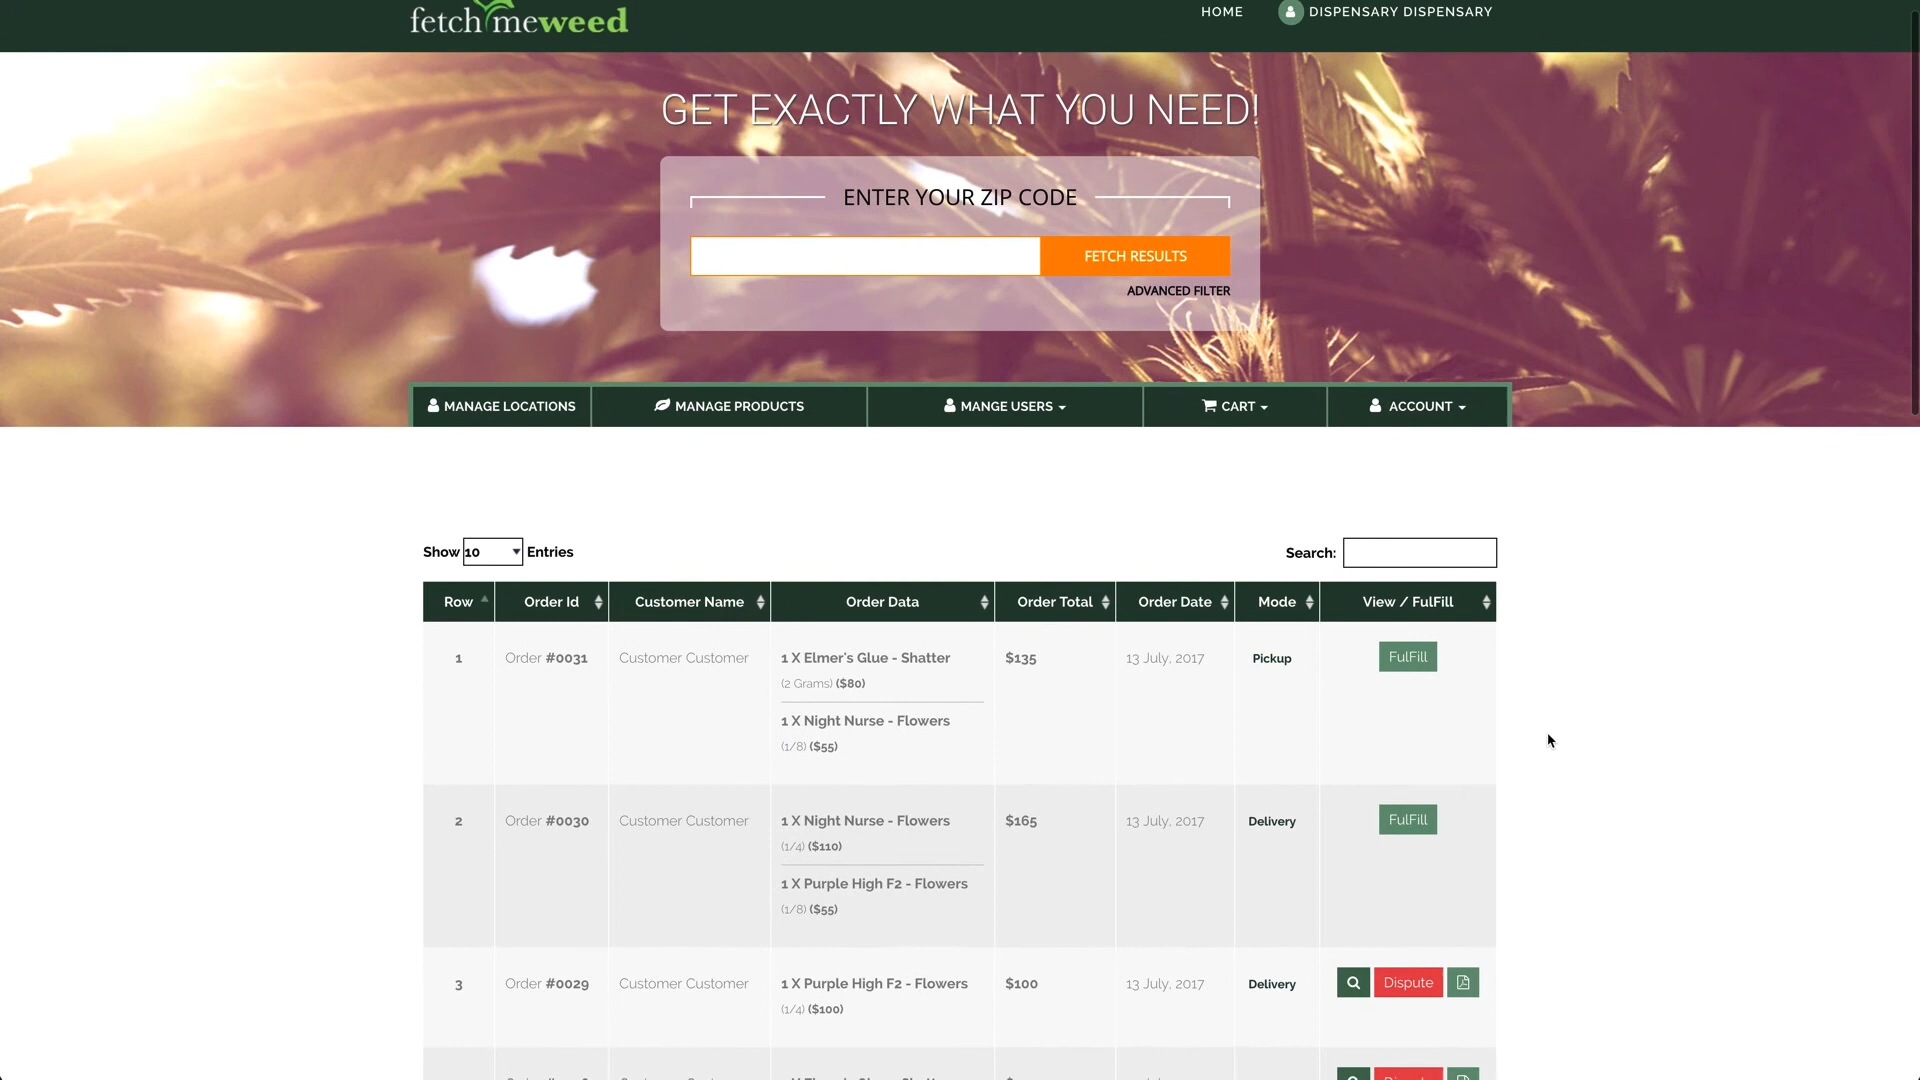 fetch me weed
HOME
DISPENSARY DISPENSARY
GET EXACTLY WHAT YOU NEED!
ENTER YOUR ZIP CODE
FETCH RESULTS
ADVANCED FILTER
MANAGE LOCATIONS
MANAGE PRODUCTS
MANGE USERS
CART
ACCOUNT
Show 10 Entries
Search:
Row Order Id Customer Name Order Data Order Total Order Date Mode View / FulFill
1 Order #0031 Customer Customer 1 X Elmer's Glue - Shatter $135 13 July, 2017 Pickup FulFill
(2 Grams) ($80)
1 X Night Nurse - Flowers
(1/8) ($55)
2 Order #0030 Customer Customer 1 X Night Nurse - Flowers $165 13 July, 2017 Delivery FulFill
(1/4) ($110)
1 X Purple High F2 - Flowers
(1/8) ($55)
3 Order #0029 Customer Customer 1 X Purple High F2 - Flowers $100 13 July, 2017 Delivery Dispute
(1/4) ($100)